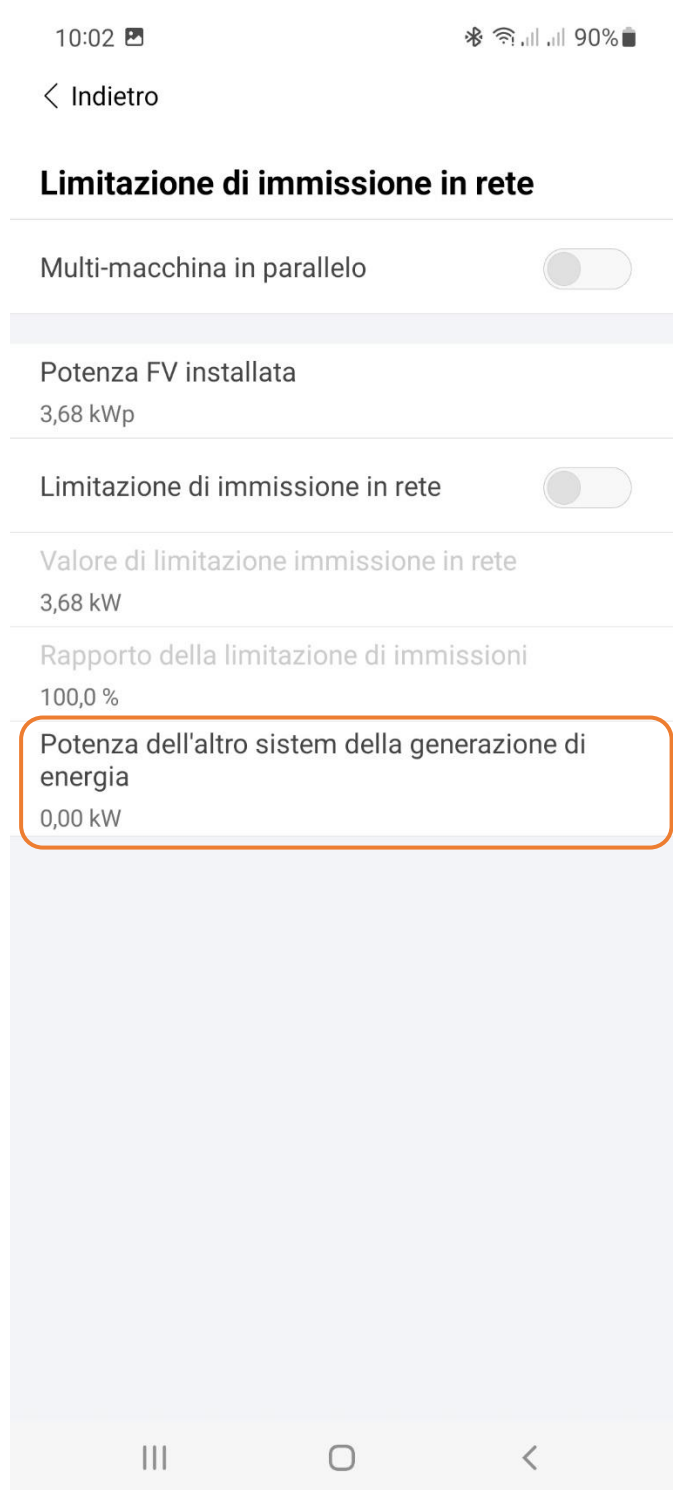 10:02
90%
Indietro
Limitazione di immissione in rete
Multi-macchina in parallelo
Potenza FV installata
3,68 kWp
Limitazione di immissione in rete
Valore di limitazione immissione in rete
3,68 kW
Rapporto della limitazione di immissioni
100,0 %
Potenza dell'altro sistem della generazione di
energia
0,00 kW